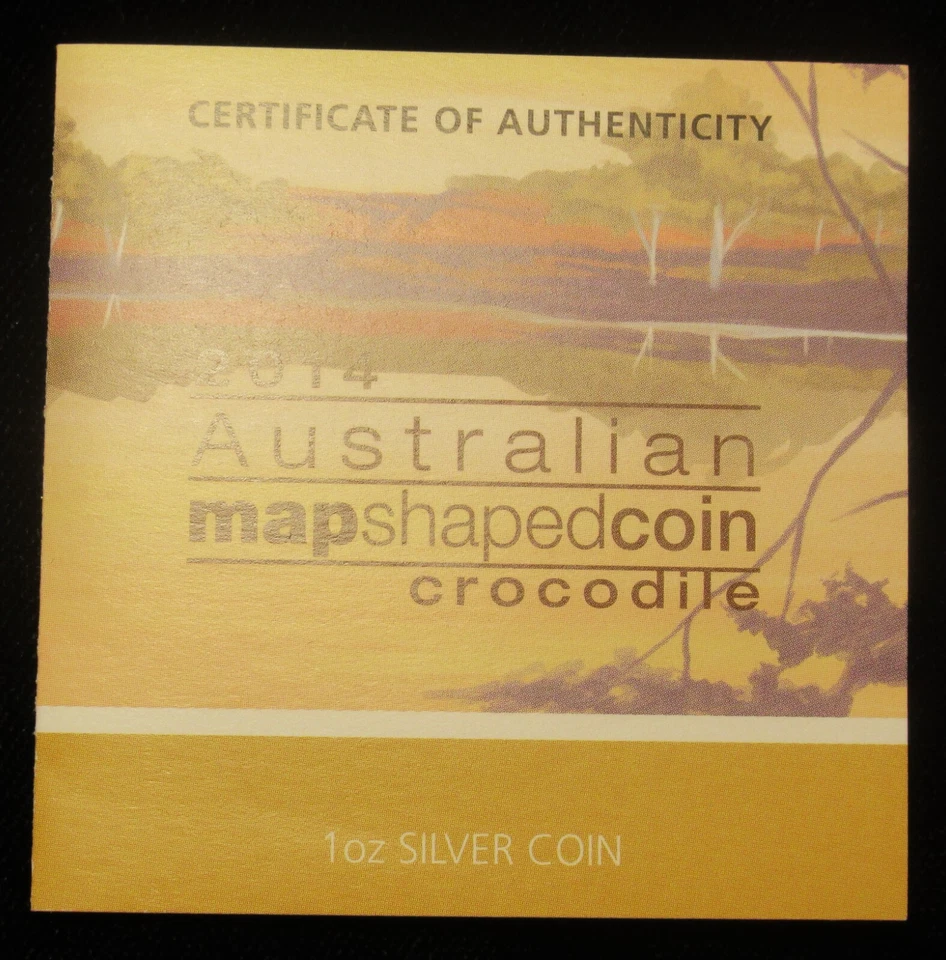 CERTIFICATE OF AUTHENTICITY
2014
Australian
mapshapedcoin
crocodile
1oz SILVER COIN